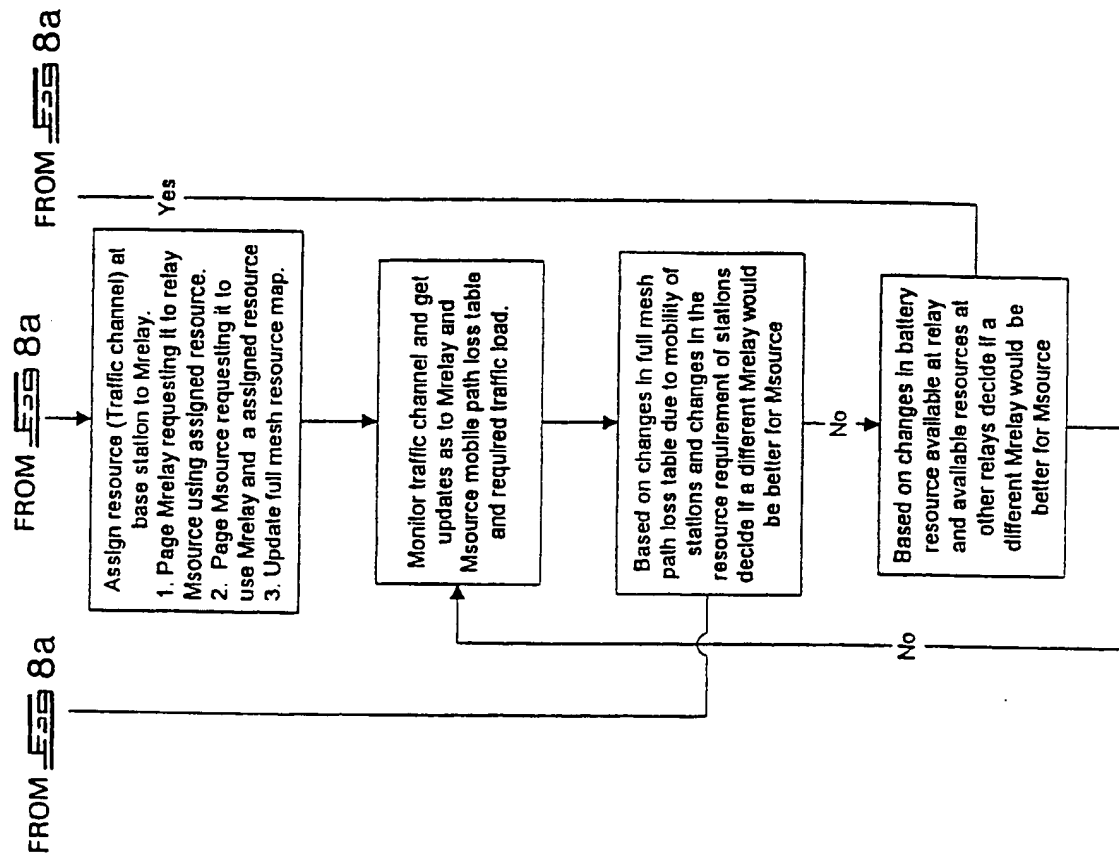 FROM Fig 8a
FROM Fig 8a
FROM Fig 8a
Assign resource (Traffic channel) at
base station to Mrelay.
1. Page Mrelay requesting it to relay
Msource using assigned resource.
2. Page Msource requesting it to
use Mrelay and a assigned resource
3. Update full mesh resource map.
Yes
Monitor traffic channel and get
updates as to Mrelay and
Msource mobile path loss table
and required traffic load.
Based on changes in full mesh
path loss table due to mobility of
stations and changes in the
resource requirement of stations
decide if a different Mrelay would
be better for Msource
No
No
Based on changes in battery
resource available at relay
and available resources at
other relays decide if a
different Mrelay would be
better for Msource